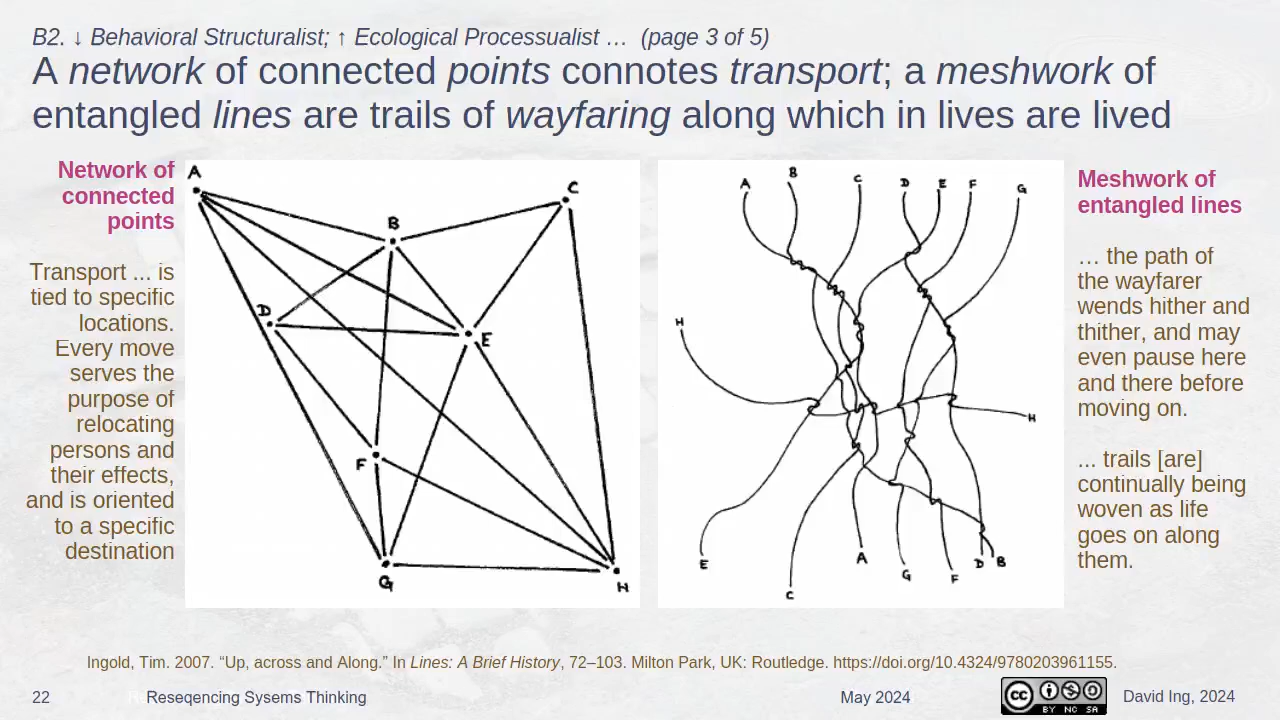 B2. ↓ Behavioral Structuralist; ↑ Ecological Processualist … (page 3 of 5)
A network of connected points connotes transport; a meshwork of
entangled lines are trails of wayfaring along which in lives are lived
Network of
connected
points
Transport ... is
tied to specific
locations.
Every move
serves the
purpose of
relocating
persons and
their effects,
and is oriented
to a specific
destination
A
C
B
D
E
F
G
H
A
B
C
D
E
F
G
H
H
E
C
A
G
F
D
B
Meshwork of
entangled lines
… the path of
the wayfarer
wends hither and
thither, and may
even pause here
and there before
moving on.
... trails [are]
continually being
woven as life
goes on along
them.
Ingold, Tim. 2007. “Up, across and Along.” In Lines: A Brief History, 72–103. Milton Park, UK: Routledge. https://doi.org/10.4324/9780203961155.
22
Reseqencing Sysems Thinking
May 2024
cc
BY NC SA
David Ing, 2024